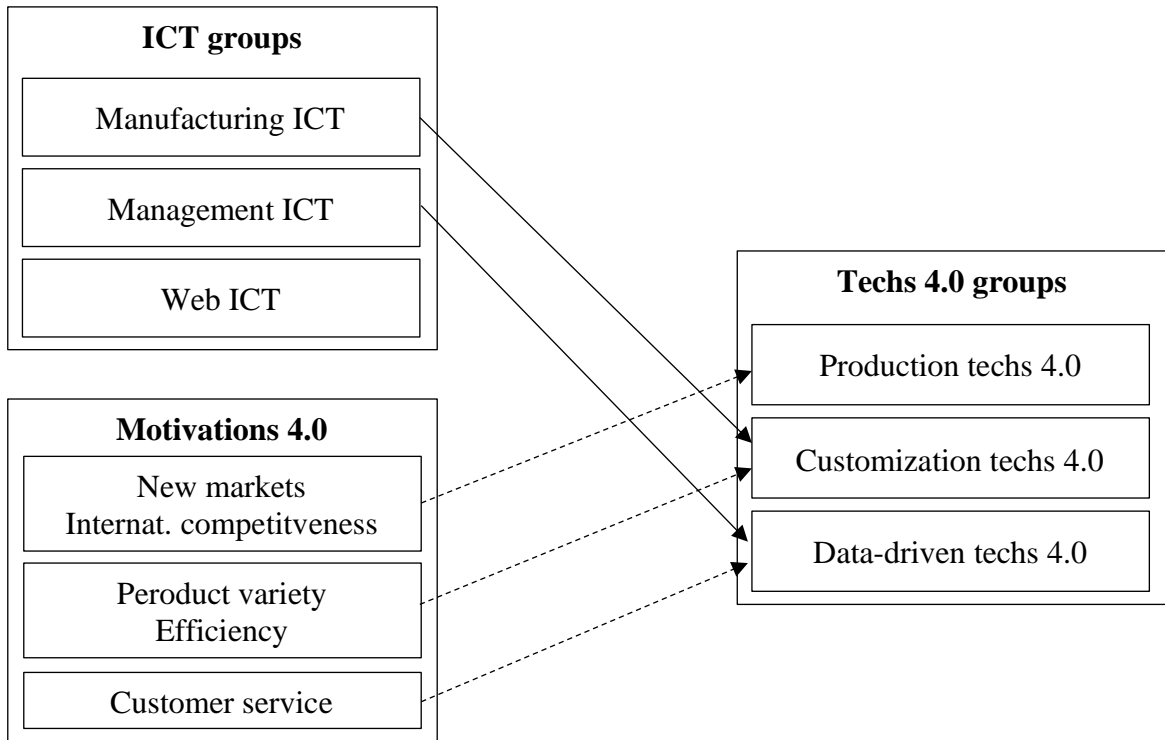 ICT groups
Manufacturing ICT
Management ICT
Web ICT
Motivations 4.0
New markets
Internat. competitveness
Peroduct variety
Efficiency
Customer service
Techs 4.0 groups
Production techs 4.0
Customization techs 4.0
Data-driven techs 4.0